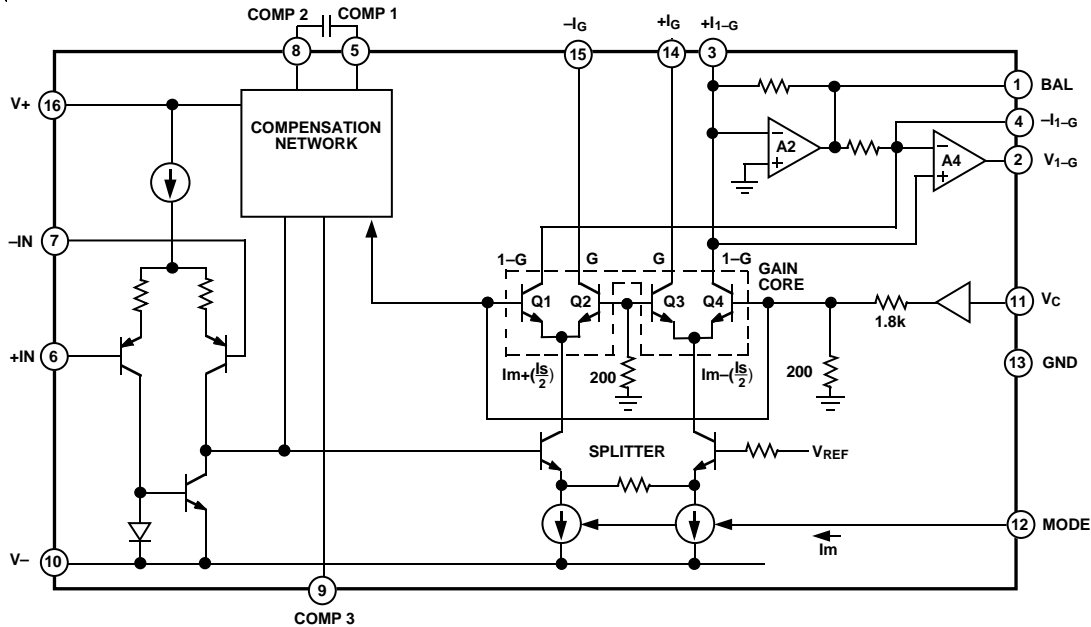 COMP 2
COMP 1
–IG
+IG
+I1–G
8
5
15
14
3
V+
16
COMPENSATION
NETWORK
1
BAL
4
–I1–G
A2
A4
2
V1–G
–IN
7
1–G
G
G
1–G
GAIN
CORE
Q1
Q2
Q3
Q4
11
VC
1.8k
+IN
6
13
GND
Im+(Is/2)
200
Im–(Is/2)
200
SPLITTER
VREF
12
MODE
Im
V–
10
9
COMP 3